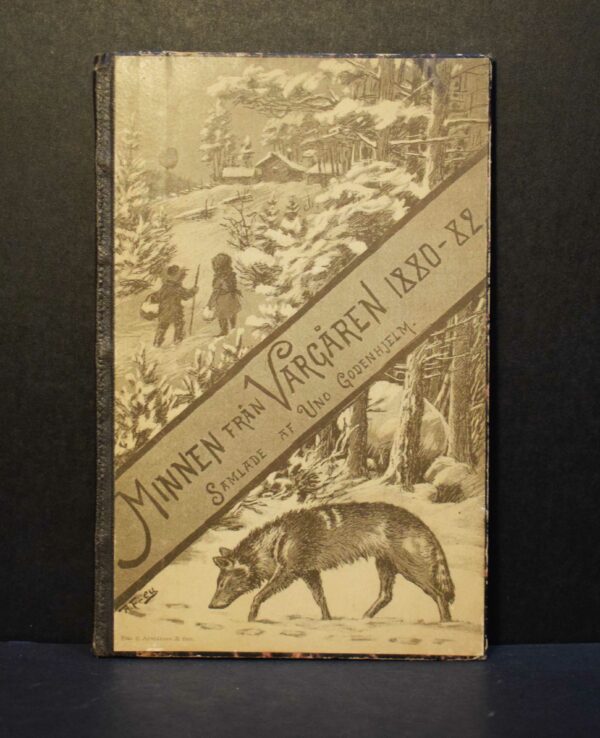 MINNEN FRÅN VARGÅREN 1880-82
SAMLADE AF UNO GODENHJELM.